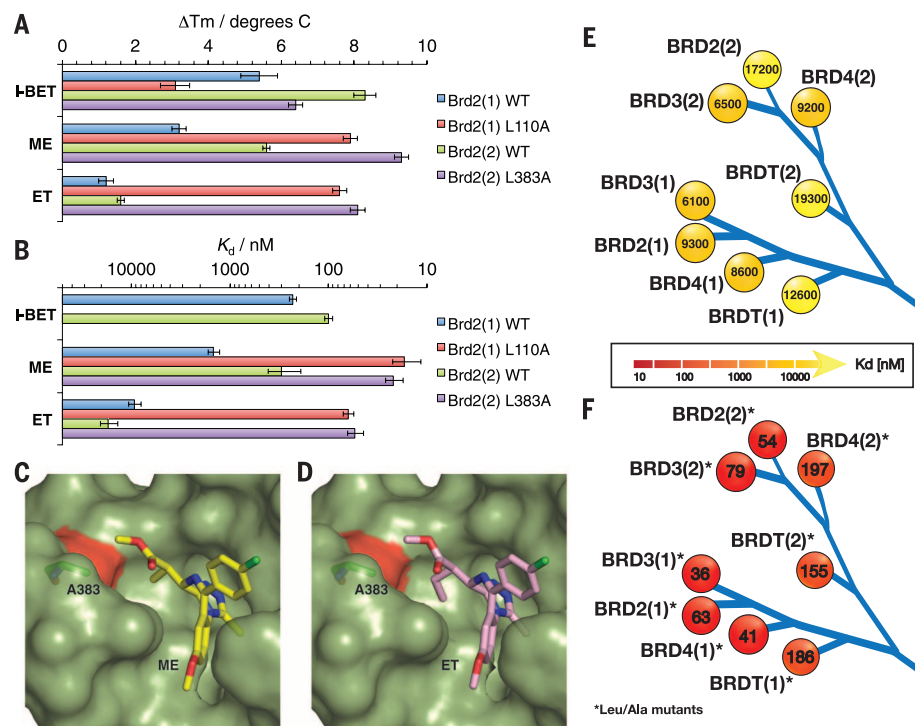 A
ΔTm / degrees C
0 2 4 6 8 10
I-BET
ME
ET
Brd2(1) WT
Brd2(1) L110A
Brd2(2) WT
Brd2(2) L383A
B
Kd / nM
10000 1000 100 10
I-BET
ME
ET
Brd2(1) WT
Brd2(1) L110A
Brd2(2) WT
Brd2(2) L383A
C
A383
ME
D
A383
ET
E
BRD2(2)
17200
BRD3(2)
6500
BRD4(2)
9200
BRDT(2)
19300
BRD3(1)
6100
BRD2(1)
9300
BRD4(1)
8600
BRDT(1)
12600
Kd [nM]
10 100 1000 10000
F
BRD2(2)*
54
BRD3(2)*
79
BRD4(2)*
197
BRDT(2)*
155
BRD3(1)*
36
BRD2(1)*
63
BRD4(1)*
41
BRDT(1)*
186
*Leu/Ala mutants